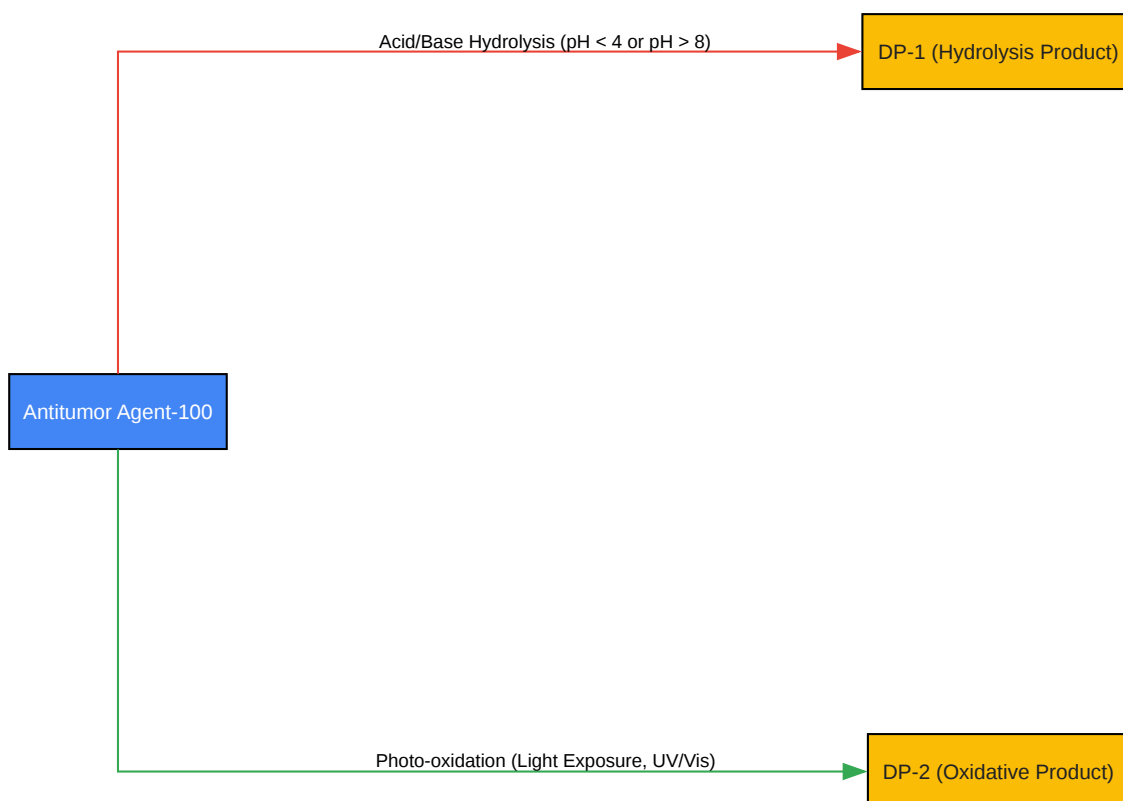 Acid/Base Hydrolysis (pH < 4 or pH > 8)
DP-1 (Hydrolysis Product)
Antitumor Agent-100
Photo-oxidation (Light Exposure, UV/Vis)
DP-2 (Oxidative Product)